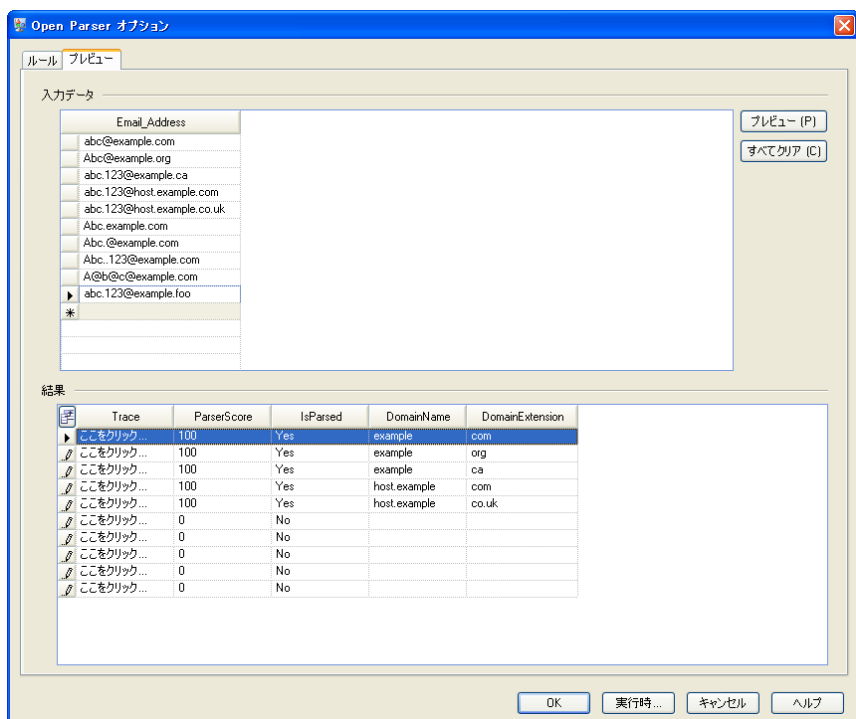 Open Parser オプション
ルール プレビュー
入力データ
Email_Address
abc@example.com
Abc@example.org
abc.123@example.ca
abc.123@host.example.com
abc.123@host.example.co.uk
Abc.example.com
Abc.@example.com
Abc..123@example.com
A@b@c@example.com
abc.123@example.foo
プレビュー (P)
すべてクリア (C)
結果
Trace ParserScore IsParsed DomainName DomainExtension
ここをクリック... 100 Yes example com
ここをクリック... 100 Yes example org
ここをクリック... 100 Yes example ca
ここをクリック... 100 Yes host.example com
ここをクリック... 100 Yes host.example co.uk
ここをクリック... 0 No
ここをクリック... 0 No
ここをクリック... 0 No
ここをクリック... 0 No
ここをクリック... 0 No
OK 実行時... キャンセル ヘルプ